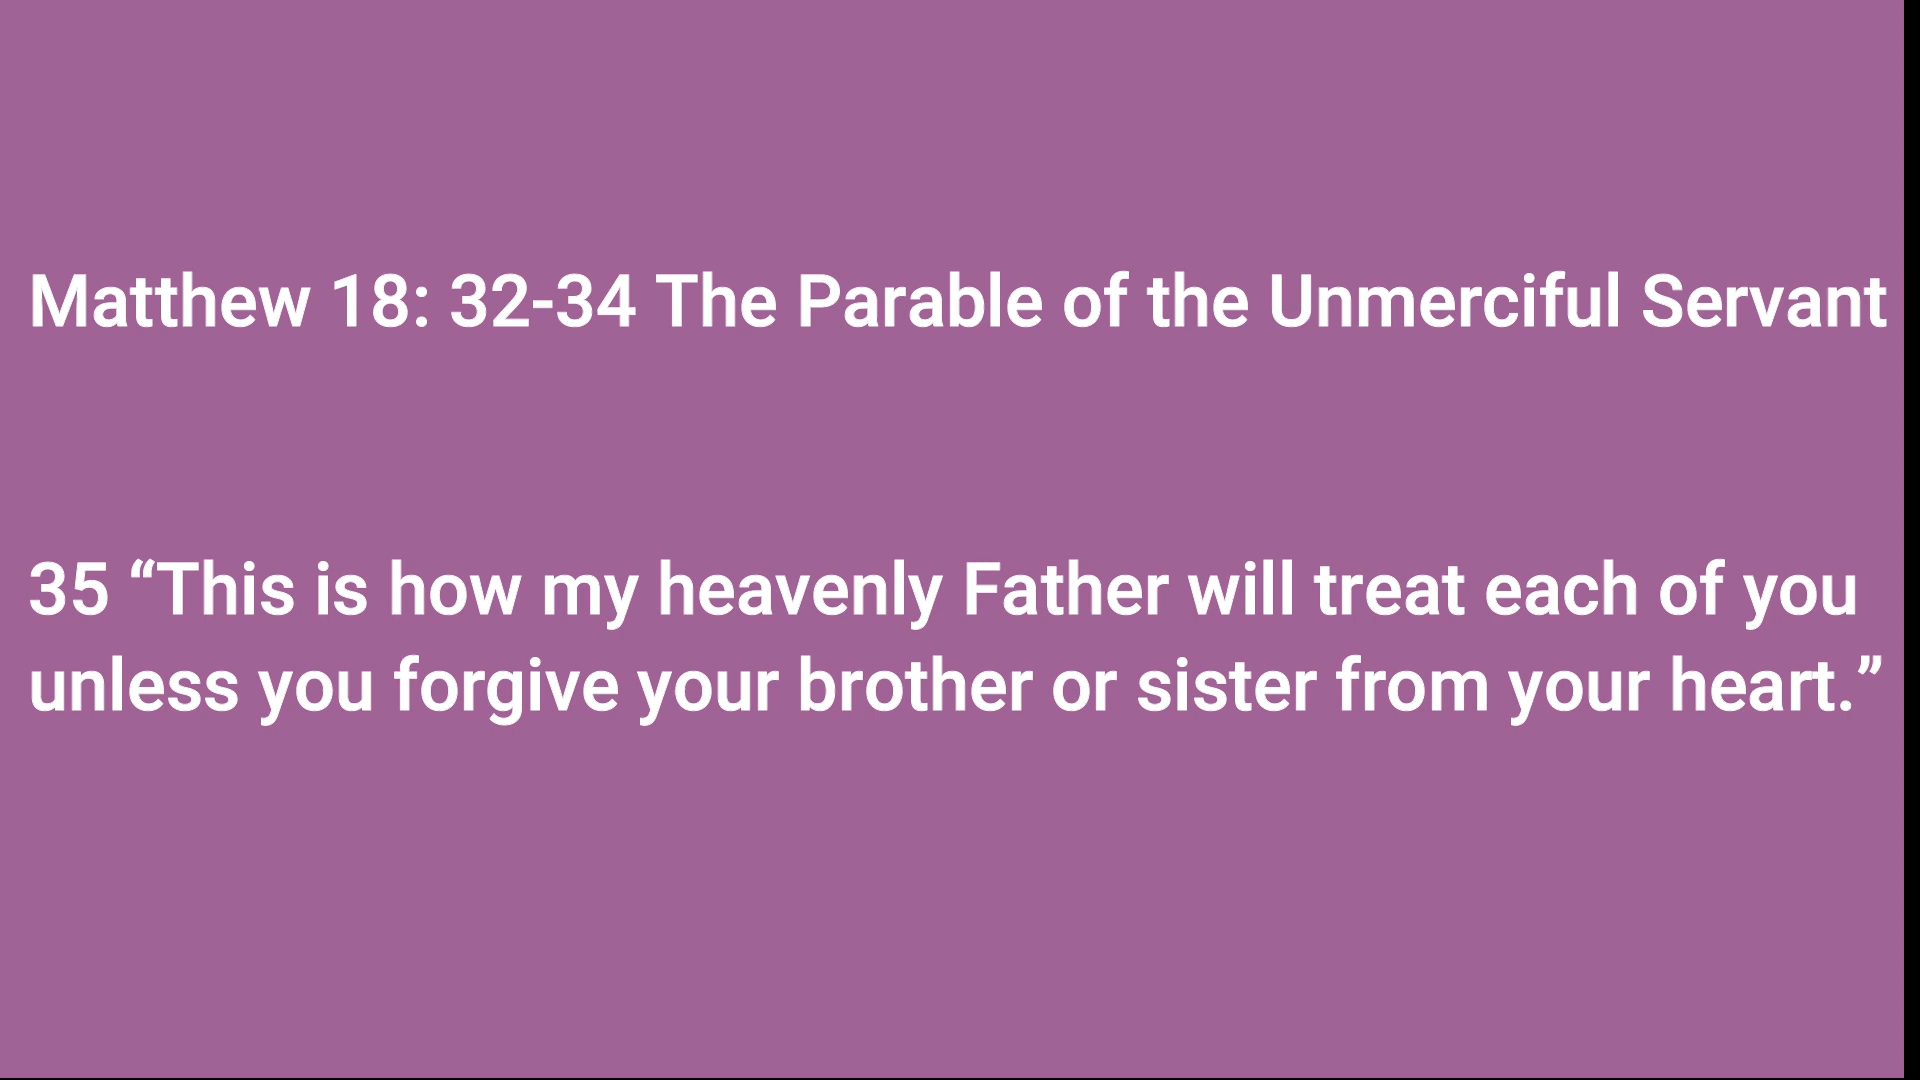 Matthew 18: 32-34 The Parable of the Unmerciful Servant
35 “This is how my heavenly Father will treat each of you
unless you forgive your brother or sister from your heart.”